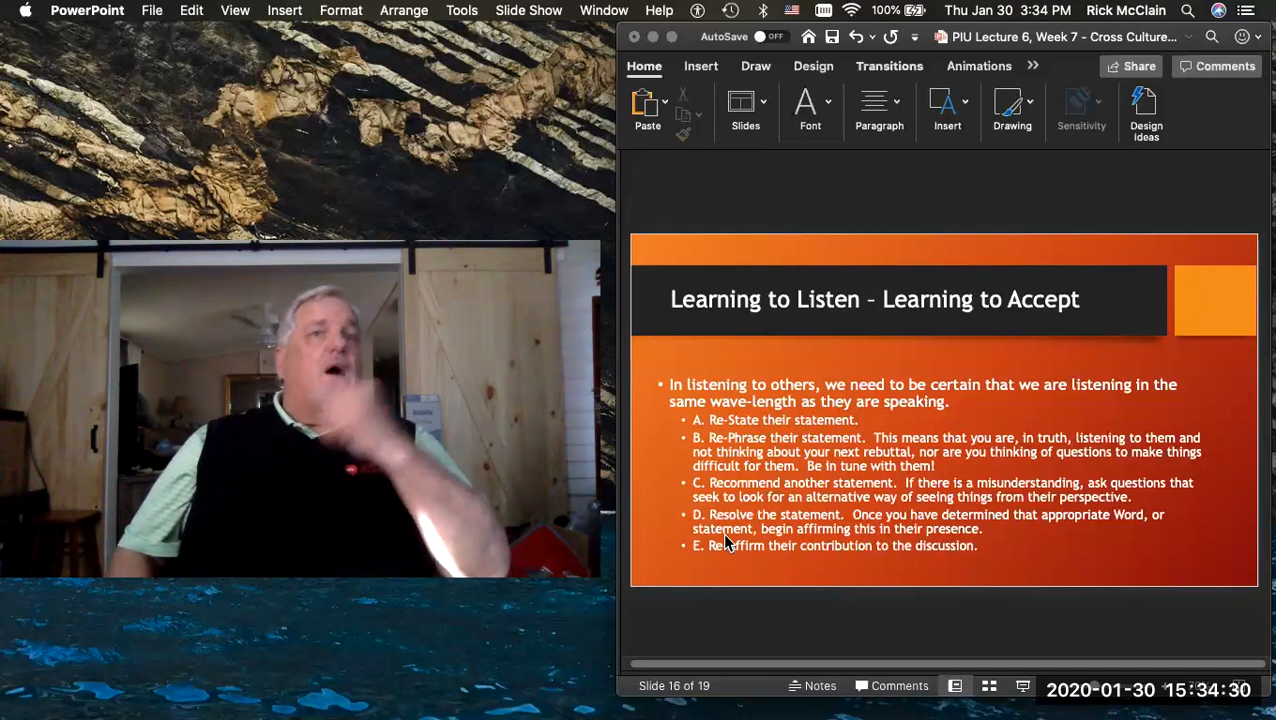 PowerPoint File Edit View Insert Format Arrange Tools Slide Show Window Help 100% Thu Jan 30 3:34 PM Rick McClain
AutoSave OFF PIU Lecture 6, Week 7 - Cross Culture...
Home Insert Draw Design Transitions Animations Share Comments
Paste Slides Font Paragraph Insert Drawing Sensitivity Design Ideas
Learning to Listen – Learning to Accept
• In listening to others, we need to be certain that we are listening in the
same wave-length as they are speaking.
• A. Re-State their statement.
• B. Re-Phrase their statement. This means that you are, in truth, listening to them and
not thinking about your next rebuttal, nor are you thinking of questions to make things
difficult for them. Be in tune with them!
• C. Recommend another statement. If there is a misunderstanding, ask questions that
seek to look for an alternative way of seeing things from their perspective.
• D. Resolve the statement. Once you have determined that appropriate Word, or
statement, begin affirming this in their presence.
• E. Re-affirm their contribution to the discussion.
Slide 16 of 19 Notes Comments
2020-01-30 15:34:30